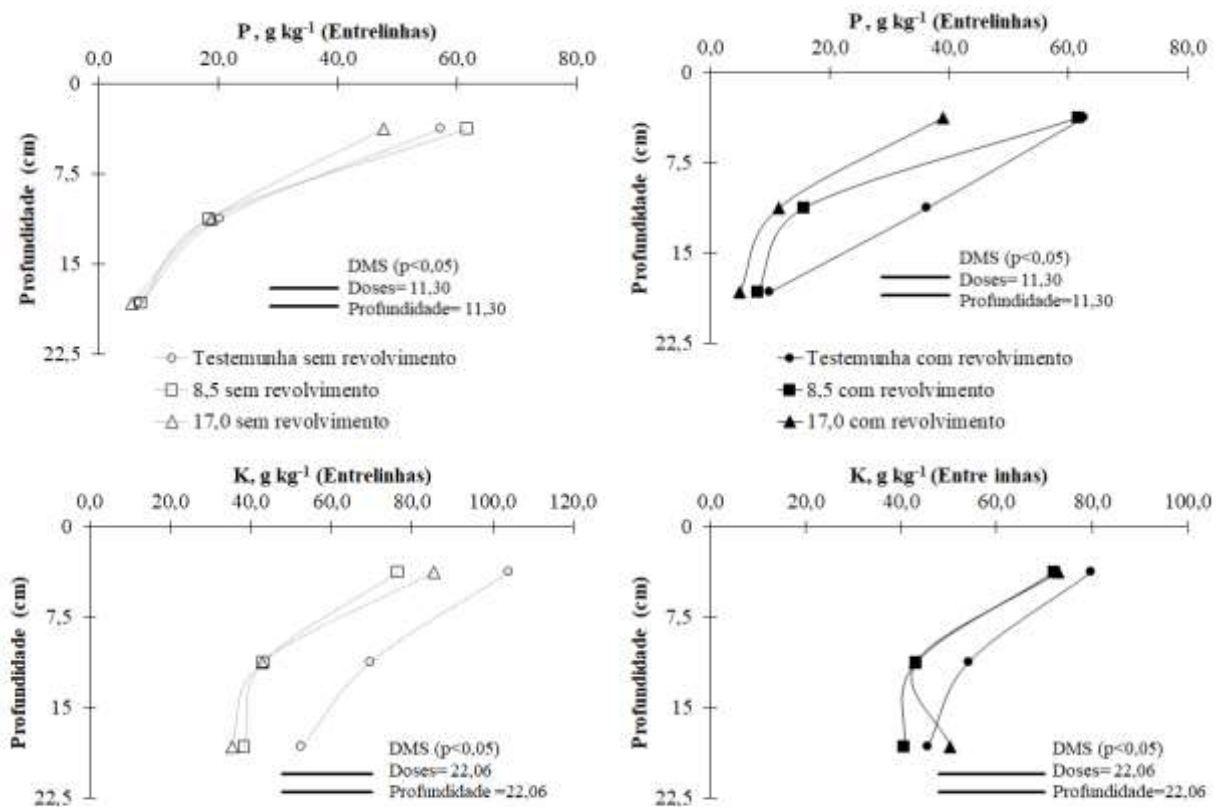 P, g kg⁻¹ (Entrelinhas)
0,0 20,0 40,0 60,0 80,0
Profundidade (cm)
0
7,5
15
22,5
DMS (p<0,05)
Doses= 11,30
Profundidade= 11,30
Testemunha sem revolvimento
8,5 sem revolvimento
17,0 sem revolvimento
P , g kg⁻¹ (Entrelinhas)
0,0 20,0 40,0 60,0 80,0
Profundidade (cm)
0
7,5
15
22,5
DMS (p<0,05)
Doses= 11,30
Profundidade= 11,30
Testemunha com revolvimento
8,5 com revolvimento
17,0 com revolvimento
K, g kg⁻¹ (Entrelinhas)
0,0 20,0 40,0 60,0 80,0 100,0 120,0
Profundidade (cm)
0
7,5
15
22,5
DMS (p<0,05)
Doses= 22,06
Profundidade =22,06
K, g kg⁻¹ (Entre inhas)
0,0 20,0 40,0 60,0 80,0 100,0
Profundidade (cm)
0
7,5
15
22,5
DMS (p<0,05)
Doses= 22,06
Profundidade =22,06